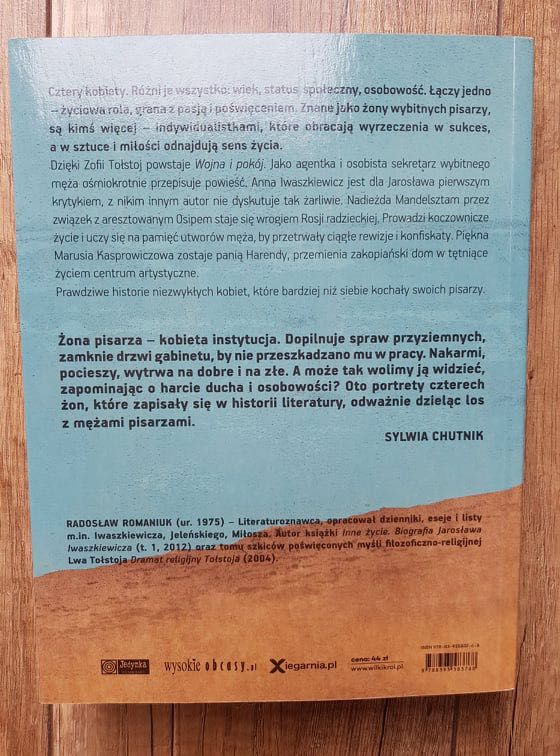 Cztery kobiety. Różni je wszystko: wiek, status społeczny, osobowość. Łączy jedno
– życiowa rola, grana z pasją i poświęceniem. Znane jako żony wybitnych pisarzy,
są kimś więcej – indywidualistkami, które obracają wyrzeczenia w sukces,
a w sztuce i miłości odnajdują sens życia.
Dzięki Zofii Tołstoj powstaje Wojna i pokój. Jako agentka i osobista sekretarz wybitnego
męża ośmiokrotnie przepisuje powieść. Anna Iwaszkiewicz jest dla Jarosława pierwszym
krytykiem, z nikim innym autor nie dyskutuje tak żarliwie. Nadieżda Mandelsztam przez
związek z aresztowanym Osipem staje się wrogiem Rosji radzieckiej. Prowadzi koczownicze
życie i uczy się na pamięć utworów męża, by przetrwały ciągłe rewizje i konfiskaty. Piękna
Marusia Kasprowiczowa zostaje panią Harendy, przemienia zakopiański dom w tętniące
życiem centrum artystyczne.
Prawdziwe historie niezwykłych kobiet, które bardziej niż siebie kochały swoich pisarzy.
Żona pisarza – kobieta instytucja. Dopilnuje spraw przyziemnych,
zamknie drzwi gabinetu, by nie przeszkadzano mu w pracy. Nakarmi,
pocieszy, wytrwa na dobre i na złe. A może tak wolimy ją widzieć,
zapominając o harcie ducha i osobowości? Oto portrety czterech
żon, które zapisały się w historii literatury, odważnie dzieląc los
z mężami pisarzami.
SYLWIA CHUTNIK
RADOSŁAW ROMANIUK (ur. 1975) – Literaturoznawca, opracował dzienniki, eseje i listy
m.in. Iwaszkiewicza, Jeleńskiego, Miłosza. Autor książki Inne życie. Biografia Jarosława
Iwaszkiewicza (t. 1, 2012) oraz tomu szkiców poświęconych myśli filozoficzno-religijnej
Lwa Tołstoja Dramat religijny Tołstoja (2004).
Jedynka
wysokie obcasy.pl
Xiegarnia.pl
cena: 44 zł
www.wilkikrol.pl